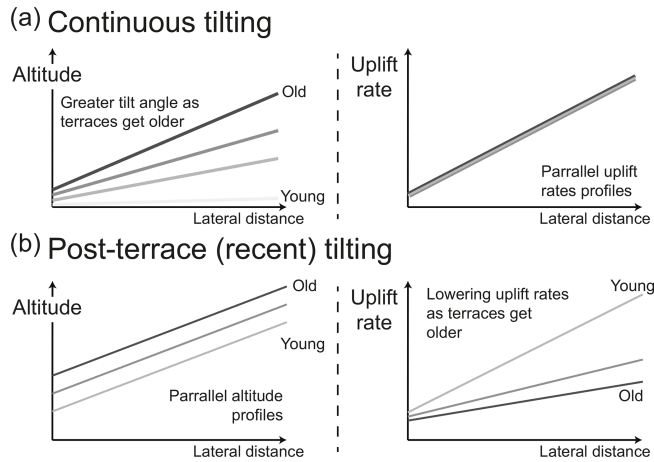 (a) Continuous tilting
Altitude
Greater tilt angle as
terraces get older
Old
Young
Lateral distance
Uplift
rate
Parrallel uplift
rates profiles
Lateral distance
(b) Post-terrace (recent) tilting
Altitude
Old
Young
Parrallel altitude
profiles
Lateral distance
Uplift
rate
Lowering uplift rates
as terraces get
older
Young
Old
Lateral distance